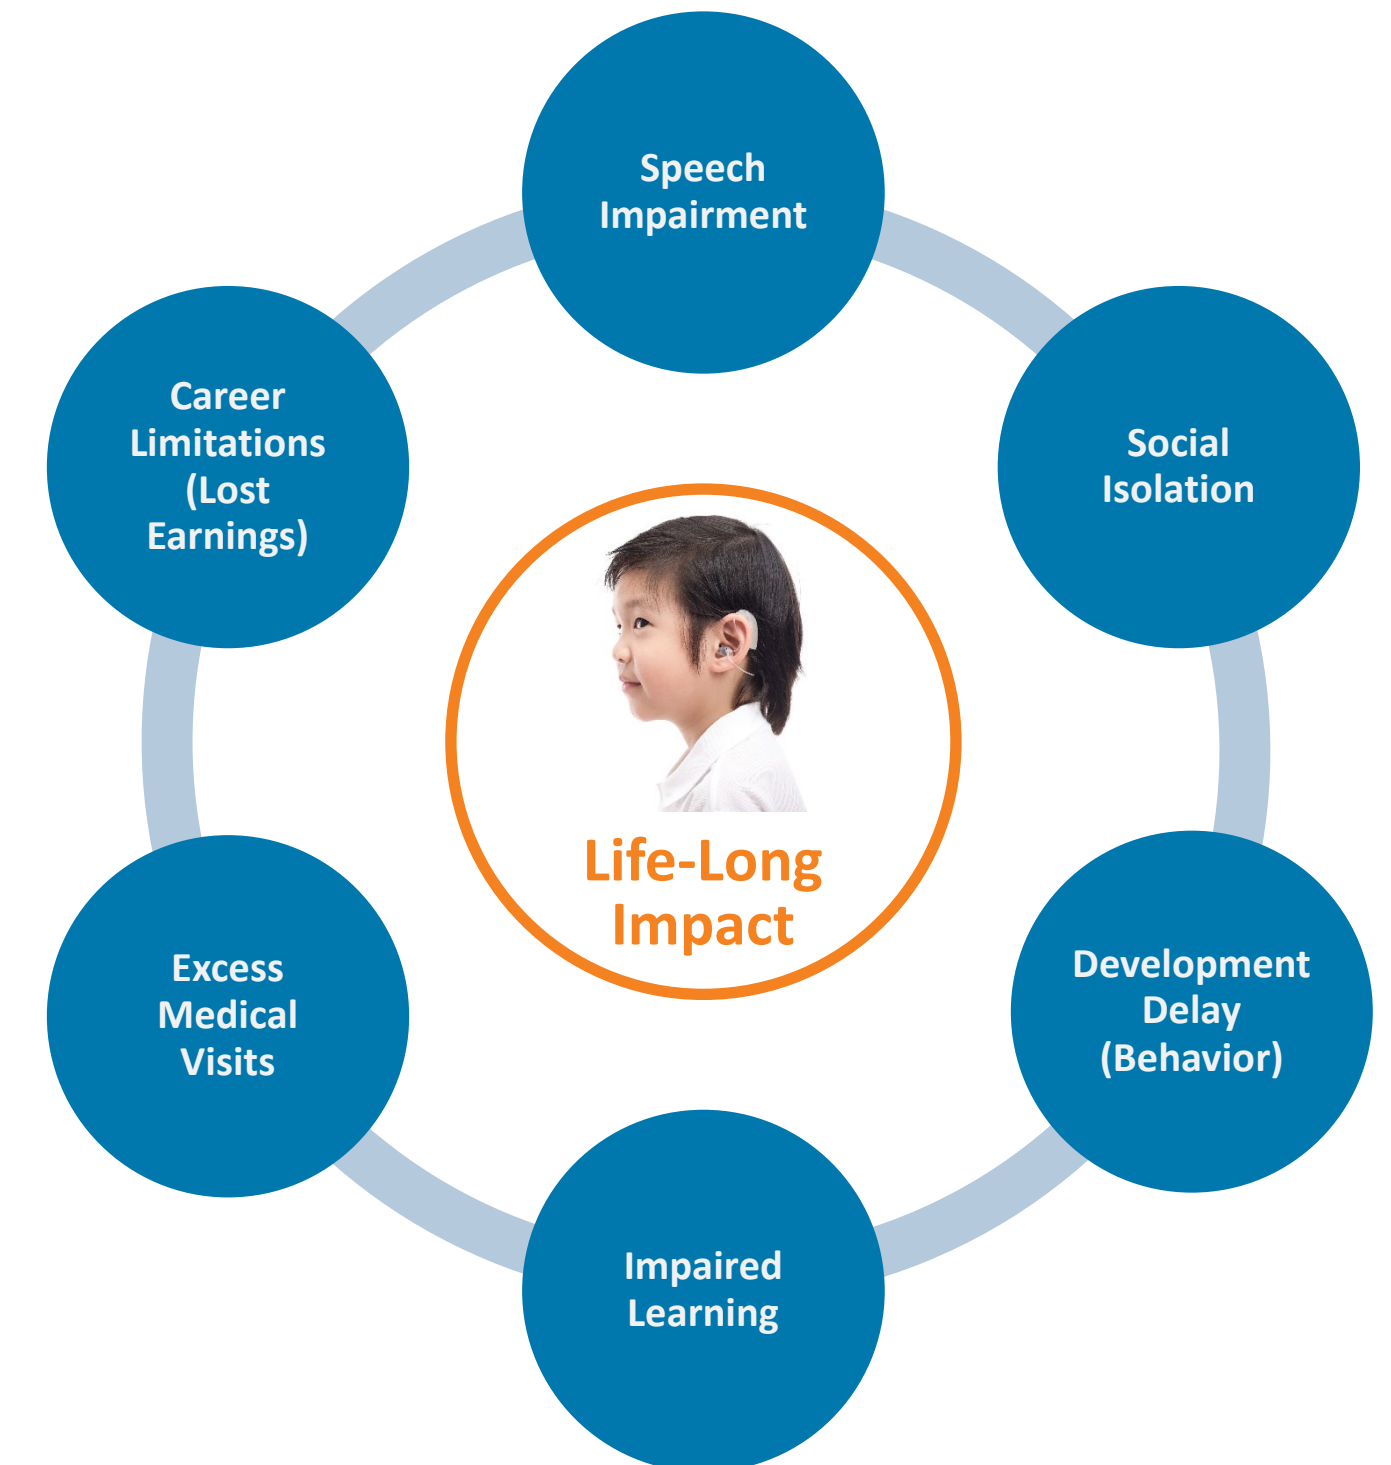 Speech
Impairment
Social
Isolation
Development
Delay
(Behavior)
Impaired
Learning
Excess
Medical
Visits
Career
Limitations
(Lost
Earnings)
Life-Long
Impact